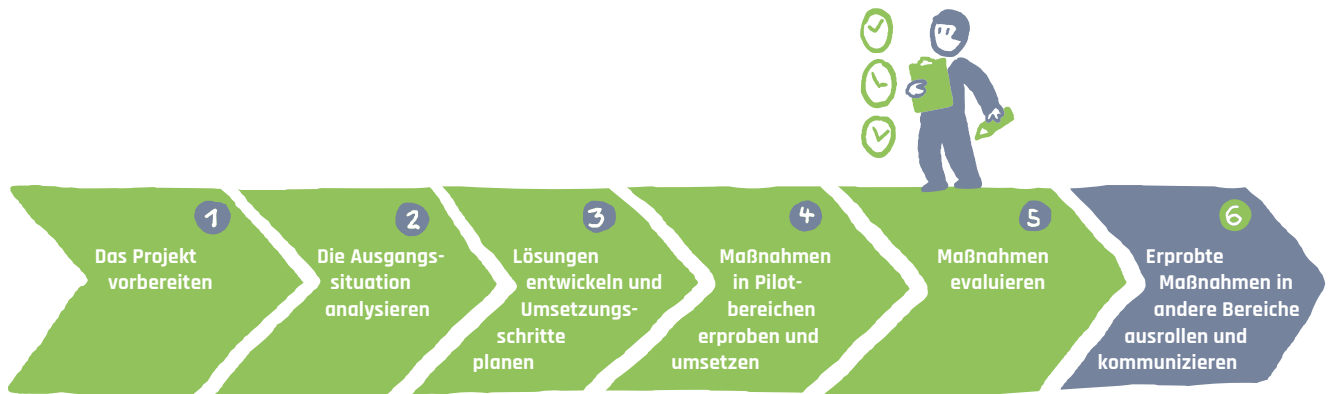 1
Das Projekt
vorbereiten
2
Die Ausgangs-
situation
analysieren
3
Lösungen
entwickeln und
Umsetzungs-
schritte
planen
4
Maßnahmen
in Pilot-
bereichen
erproben und
umsetzen
5
Maßnahmen
evaluieren
6
Erprobte
Maßnahmen in
andere Bereiche
ausrollen und
kommunizieren